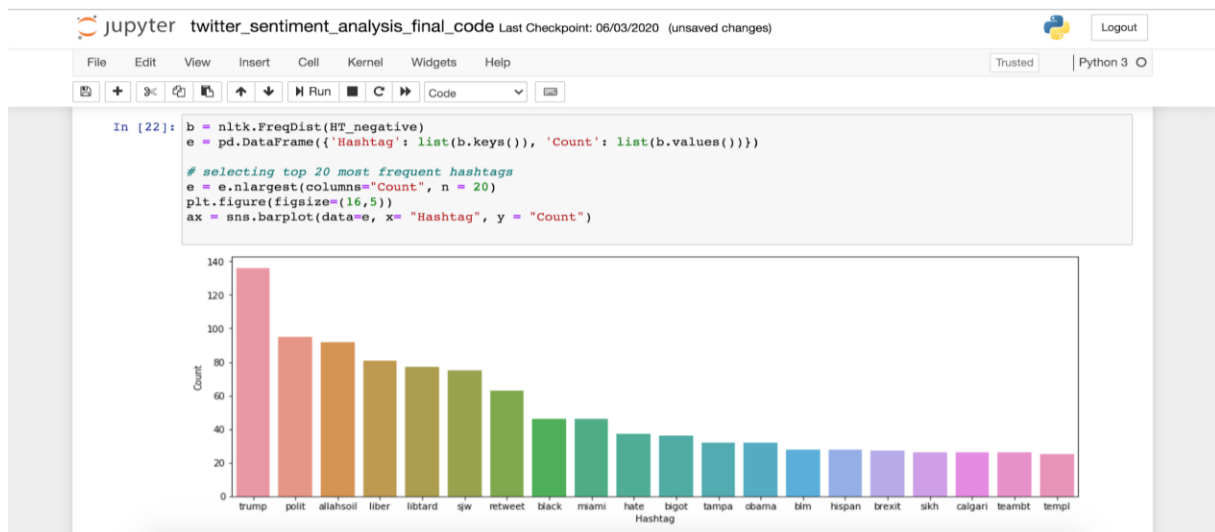 jupyter twitter_sentiment_analysis_final_code Last Checkpoint: 06/03/2020 (unsaved changes) Logout
File Edit View Insert Cell Kernel Widgets Help Trusted Python 3
Run Code
In [22]: b = nltk.FreqDist(HT_negative)
e = pd.DataFrame({'Hashtag': list(b.keys()), 'Count': list(b.values())})
# selecting top 20 most frequent hashtags
e = e.nlargest(columns="Count", n = 20)
plt.figure(figsize=(16,5))
ax = sns.barplot(data=e, x= "Hashtag", y = "Count")
140
120
100
80
60
40
20
0
Count
trump polit allahsoil liber libtard sjw retweet black miami hate bigot tampa obama blm hispan brexit sikh calgari teambt templ
Hashtag